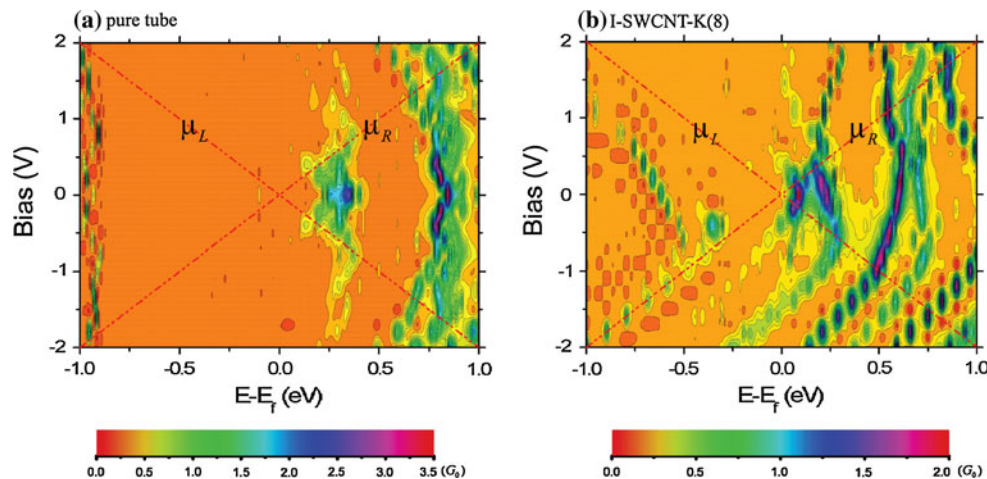 (a) pure tube
(b) I-SWCNT-K(8)
Bias (V)
2
1
0
-1
-2
μL
μR
-1.0 -0.5 0.0 0.5 1.0
E-Ef (eV)
0.0 0.5 1.0 1.5 2.0 2.5 3.0 3.5 (G0)
Bias (V)
2
1
0
-1
-2
μL
μR
-1.0 -0.5 0.0 0.5 1.0
E-Ef (eV)
0.0 0.5 1.0 1.5 2.0 (G0)